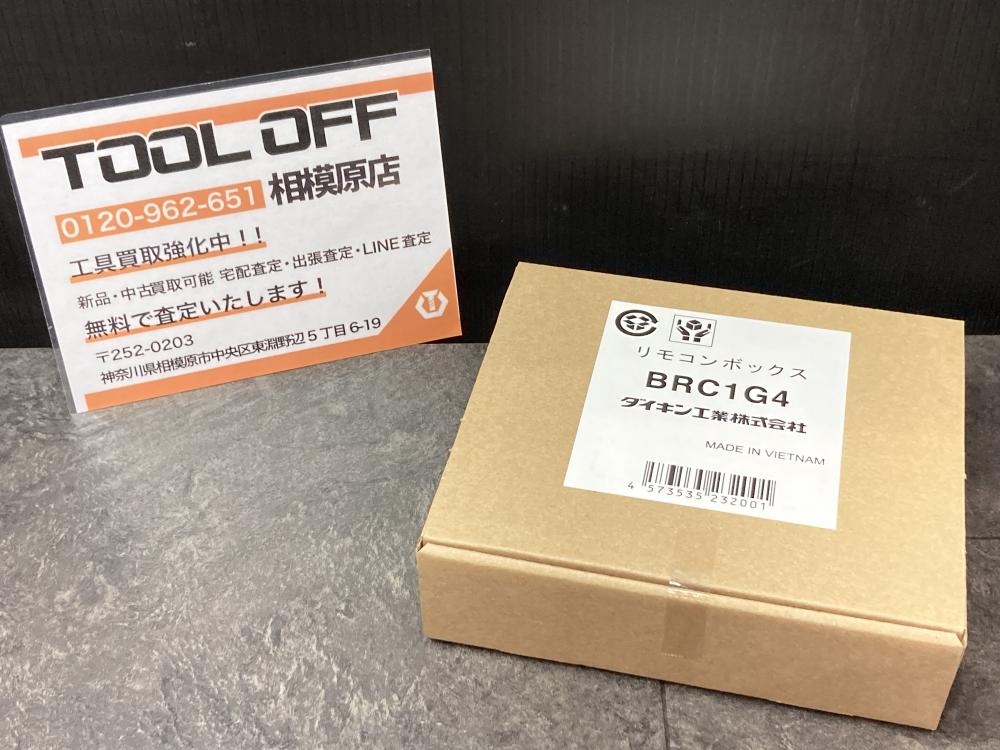 TOOL OFF
0120-962-651 相模原店
工具買取強化中！！
新品・中古買取可能 宅配査定・出張査定・LINE査定
無料で査定いたします！
〒252-0203
神奈川県相模原市中央区東淵野辺5丁目6-19
リモコンボックス
BRC1G4
ダイキン工業株式会社
MADE IN VIETNAM
4 573535 232001